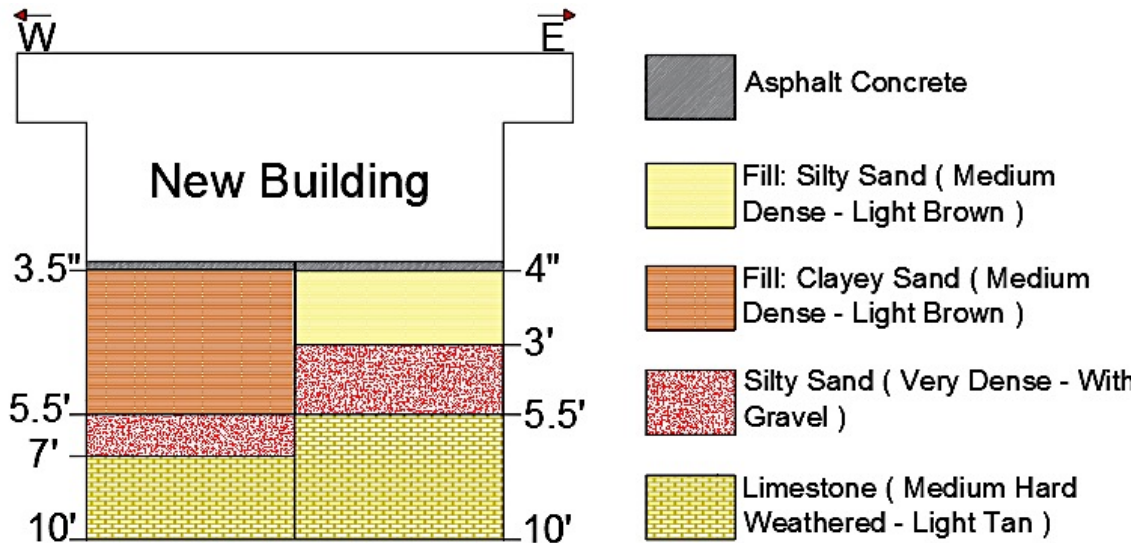 W
E
New Building
3.5"
4"
3'
5.5'
5.5'
7'
10'
10'
Asphalt Concrete
Fill: Silty Sand ( Medium
Dense - Light Brown )
Fill: Clayey Sand ( Medium
Dense - Light Brown )
Silty Sand ( Very Dense - With
Gravel )
Limestone ( Medium Hard
Weathered - Light Tan )